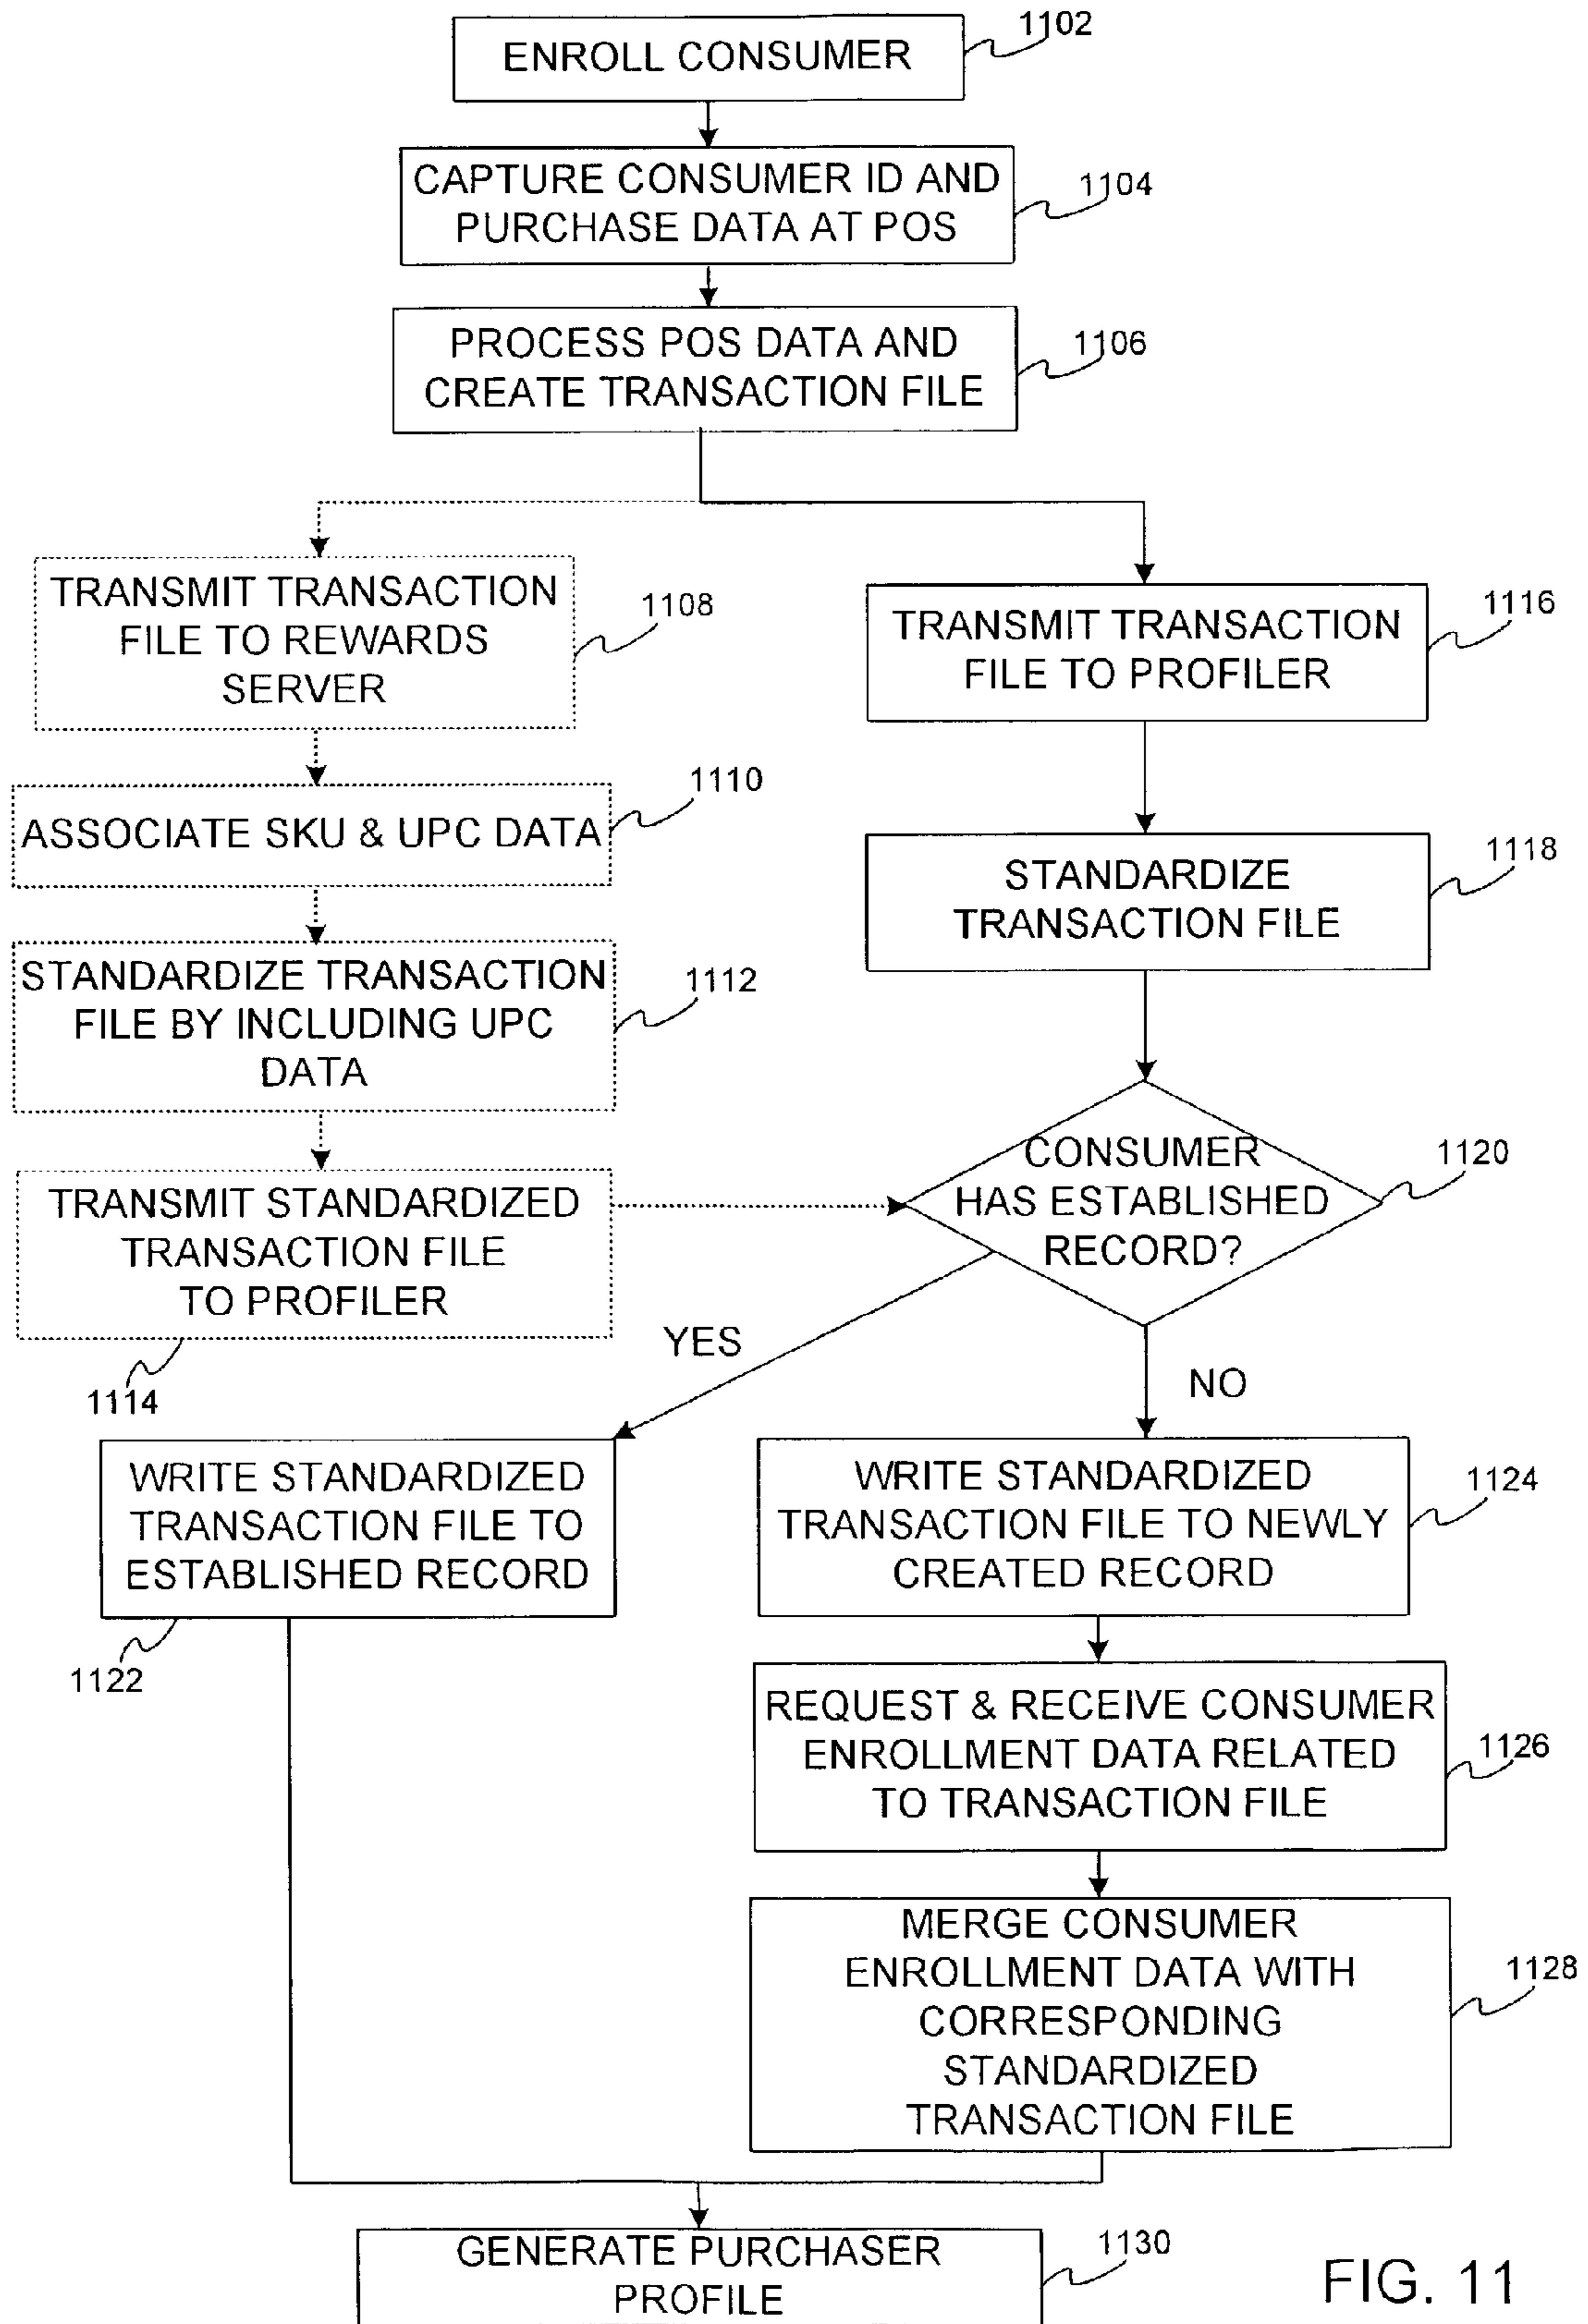 ENROLL CONSUMER
1102
CAPTURE CONSUMER ID AND
PURCHASE DATA AT POS
1104
PROCESS POS DATA AND
CREATE TRANSACTION FILE
1106
TRANSMIT TRANSACTION
FILE TO REWARDS
SERVER
1108
TRANSMIT TRANSACTION
FILE TO PROFILER
1116
ASSOCIATE SKU & UPC DATA
1110
STANDARDIZE
TRANSACTION FILE
1118
STANDARDIZE TRANSACTION
FILE BY INCLUDING UPC
DATA
1112
TRANSMIT STANDARDIZED
TRANSACTION FILE
TO PROFILER
1114
CONSUMER
HAS ESTABLISHED
RECORD?
1120
YES
NO
WRITE STANDARDIZED
TRANSACTION FILE TO
ESTABLISHED RECORD
1122
WRITE STANDARDIZED
TRANSACTION FILE TO NEWLY
CREATED RECORD
1124
REQUEST & RECEIVE CONSUMER
ENROLLMENT DATA RELATED
TO TRANSACTION FILE
1126
MERGE CONSUMER
ENROLLMENT DATA WITH
CORRESPONDING
STANDARDIZED
TRANSACTION FILE
1128
GENERATE PURCHASER
PROFILE
1130
FIG. 11